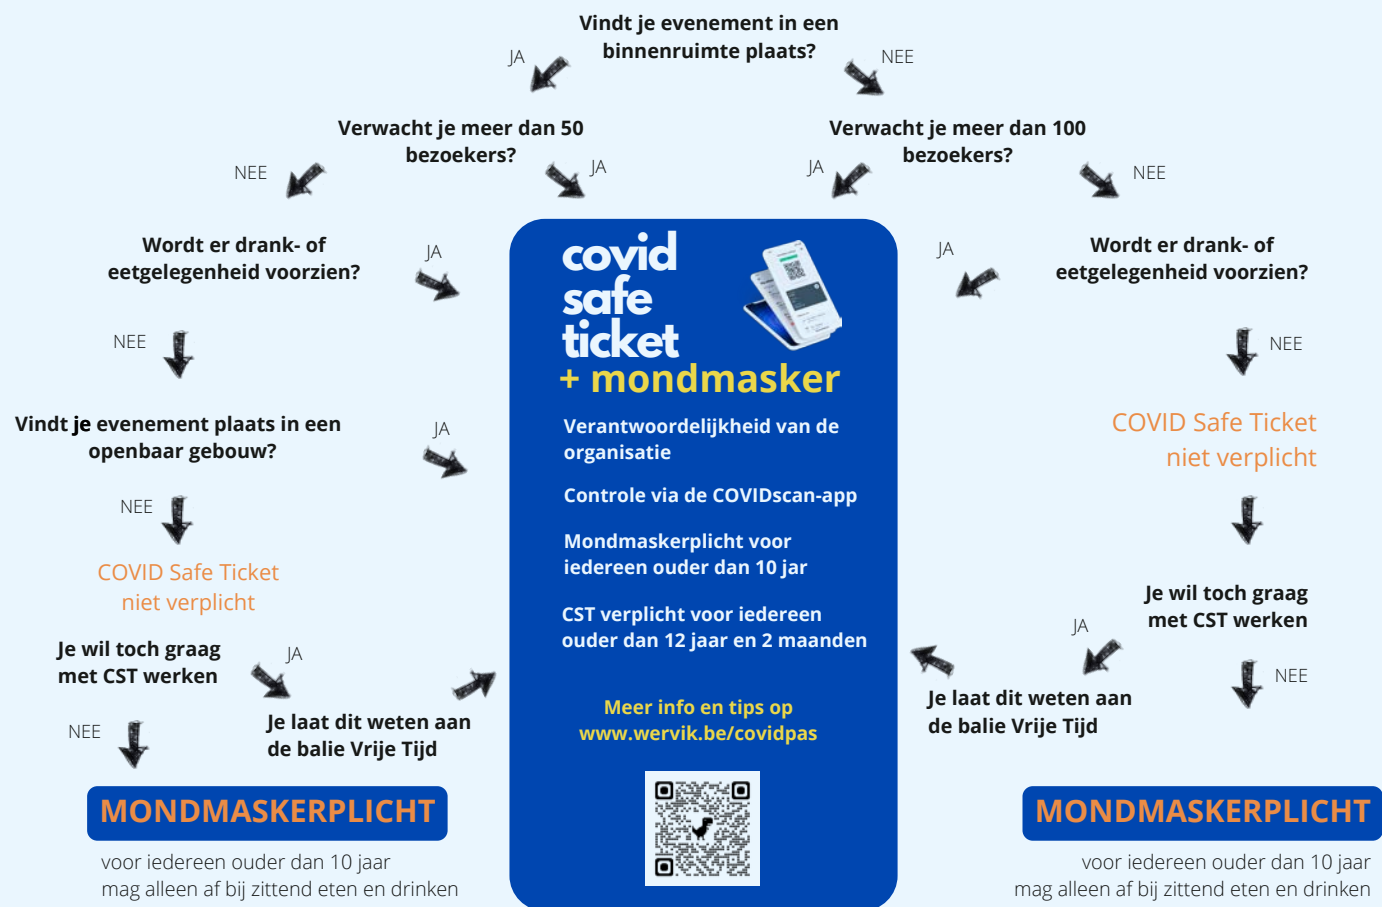 Vindt je evenement in een
binnenruimte plaats?
JA
NEE
Verwacht je meer dan 50
bezoekers?
Verwacht je meer dan 100
bezoekers?
NEE
JA
JA
NEE
Wordt er drank- of
eetgelegenheid voorzien?
JA
NEE
Vindt je evenement plaats in een
openbaar gebouw?
JA
NEE
COVID Safe Ticket
niet verplicht
Je wil toch graag
met CST werken
JA
NEE
Je laat dit weten aan
de balie Vrije Tijd
MONDMASKERPLICHT
voor iedereen ouder dan 10 jaar
mag alleen af bij zittend eten en drinken
covid
safe
ticket
+ mondmasker
Verantwoordelijkheid van de
organisatie
Controle via de COVIDscan-app
Mondmaskerplicht voor
iedereen ouder dan 10 jar
CST verplicht voor iedereen
ouder dan 12 jaar en 2 maanden
Meer info en tips op
www.wervik.be/covidpas
Wordt er drank- of
eetgelegenheid voorzien?
JA
NEE
COVID Safe Ticket
niet verplicht
Je wil toch graag
met CST werken
JA
NEE
Je laat dit weten aan
de balie Vrije Tijd
MONDMASKERPLICHT
voor iedereen ouder dan 10 jaar
mag alleen af bij zittend eten en drinken